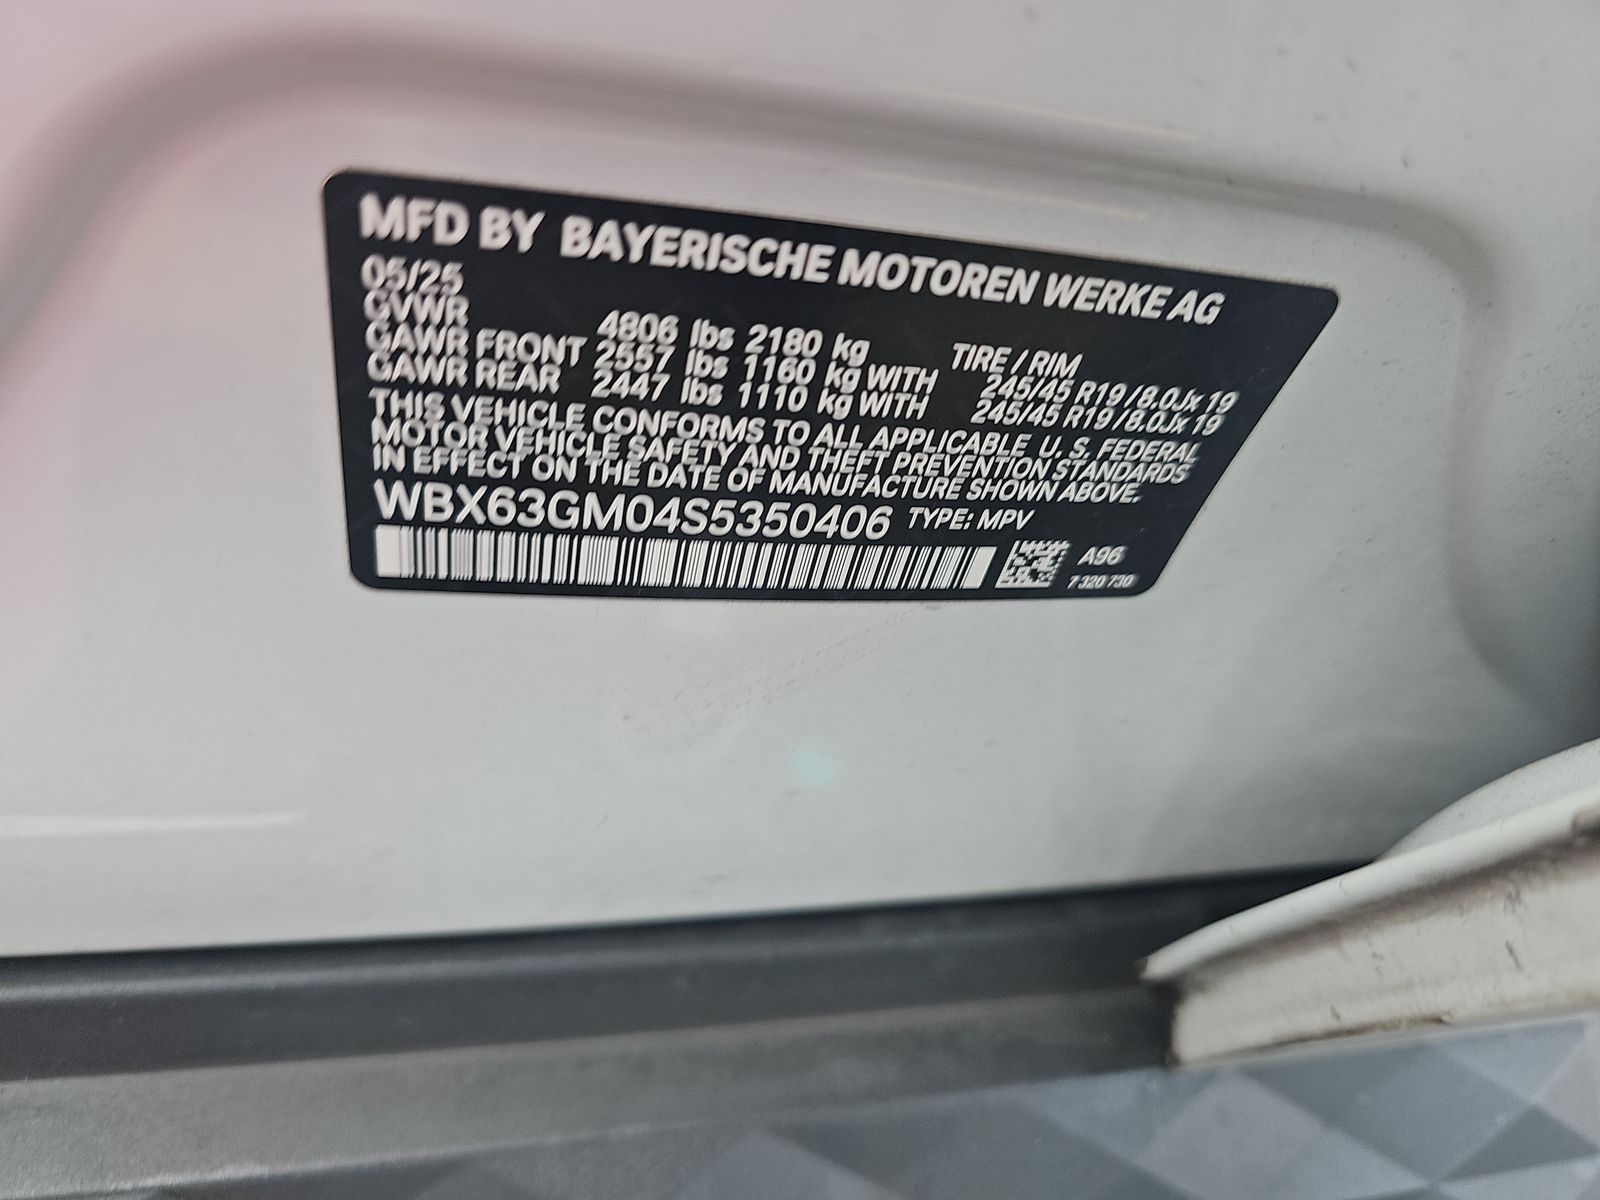 MFD BY BAYERISCHE MOTOREN WERKE AG
05/25
GVWR 4806 lbs 2180 kg TIRE / RIM
GAWR FRONT 2557 lbs 1160 kg WITH 245/45 R19 / 8.0Jx 19
GAWR REAR 2447 lbs 1110 kg WITH 245/45 R19 / 8.0Jx 19
THIS VEHICLE CONFORMS TO ALL APPLICABLE U. S. FEDERAL
MOTOR VEHICLE SAFETY AND THEFT PREVENTION STANDARDS
IN EFFECT ON THE DATE OF MANUFACTURE SHOWN ABOVE.
WBX63GM04S5350406 TYPE: MPV
A96
7 320 730